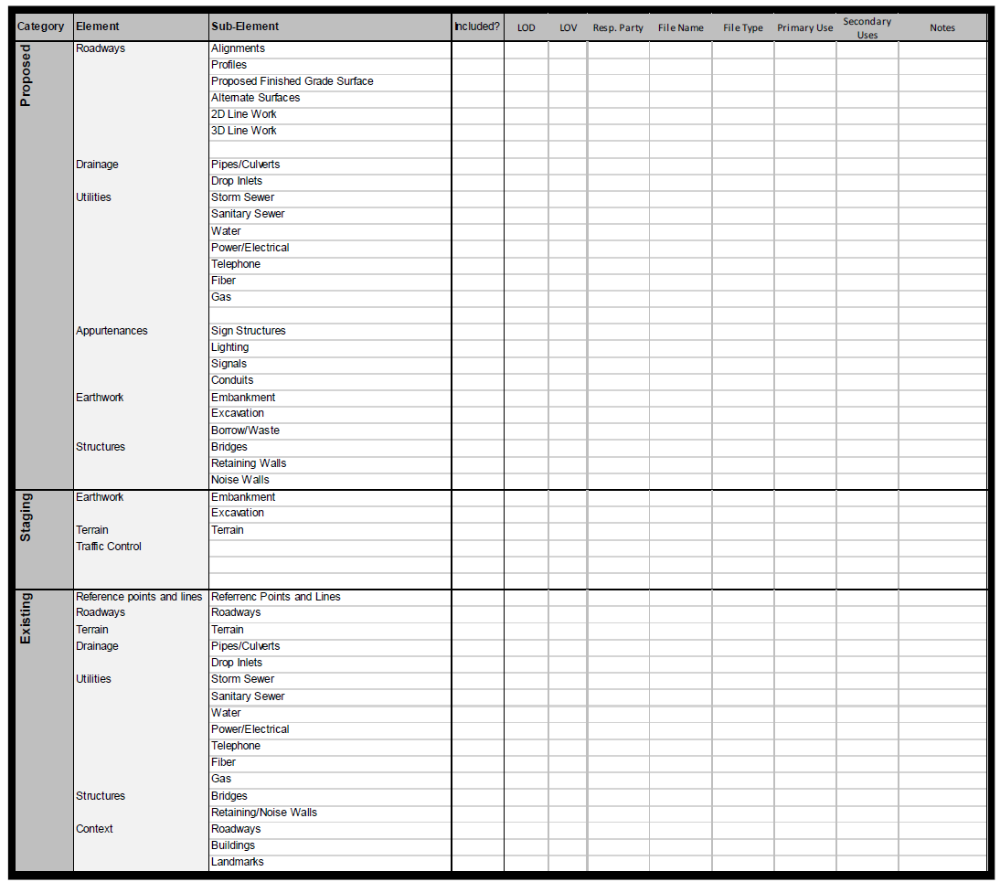 Category Element Sub-Element Included? LOD LOV Resp. Party File Name File Type Primary Use Secondary Uses Notes
Proposed Roadways Alignments
Profiles
Proposed Finished Grade Surface
Alternate Surfaces
2D Line Work
3D Line Work
Drainage Pipes/Culverts
Drop Inlets
Utilities Storm Sewer
Sanitary Sewer
Water
Power/Electrical
Telephone
Fiber
Gas
Appurtenances Sign Structures
Lighting
Signals
Conduits
Earthwork Embankment
Excavation
Borrow/Waste
Structures Bridges
Retaining Walls
Noise Walls
Staging Earthwork Embankment
Excavation
Terrain Terrain
Traffic Control
Existing Reference points and lines Referrenc Points and Lines
Roadways Roadways
Terrain Terrain
Drainage Pipes/Culverts
Drop Inlets
Utilities Storm Sewer
Sanitary Sewer
Water
Power/Electrical
Telephone
Fiber
Gas
Structures Bridges
Retaining/Noise Walls
Context Roadways
Buildings
Landmarks